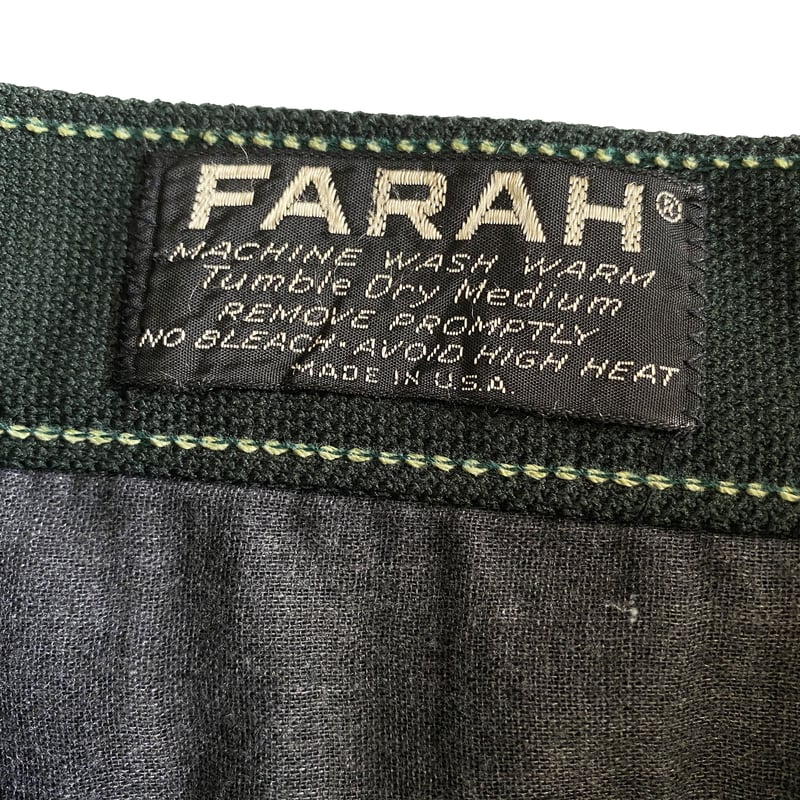 FARAH®
MACHINE WASH WARM
Tumble Dry Medium
REMOVE PROMPTLY
NO BLEACH·AVOID HIGH HEAT
MADE IN U.S.A.